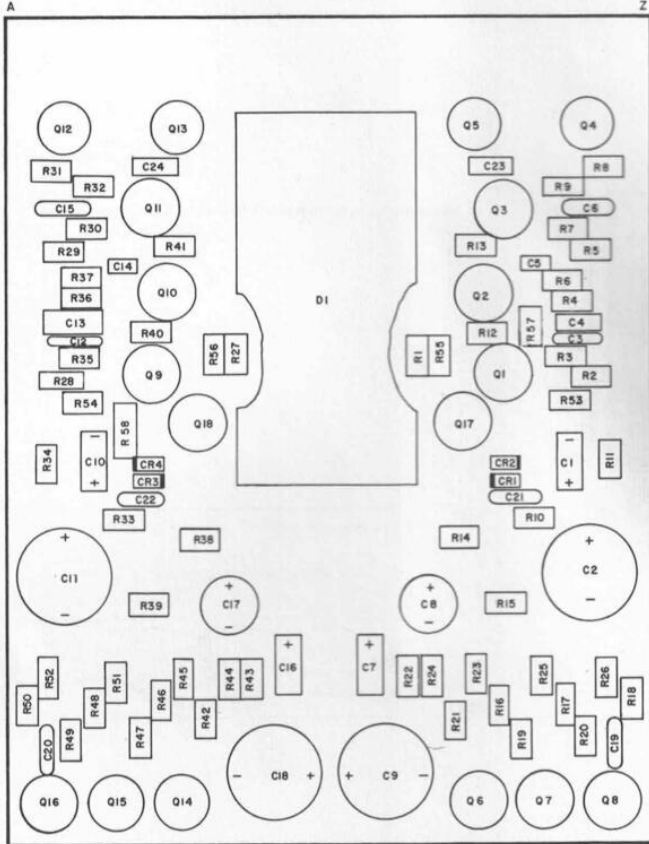 A Z
Q12 Q13 Q5 Q4
R31 C24 C23 R8
R32 R9
C15 Q11 Q3 C6
R30 R7
R29 R41 R13 R5
C14 C5
R37 R6
R36 Q10 D1 Q2 R4
C13 R57 C4
C12 R40 R12 C3
R35 R56 R27 R1 R55 R3
R28 Q9 Q1 R2
R54 R53
Q18 Q17
R58
R34 − C10 + CR4 CR2 − C1 + R11
CR3 CR1
C22 C21
R33 R10
R38 R14
+ C11 − + C2 −
R39 + C17 − + C8 − R15
+ C16 + C7
R52 R51 R45 R44 R43 R22 R24 R23 R25 R26
R50 R48 R46 R16 R17 R18
R42 R21
R49 R47 R19 R20
C20 C19
− C18 + + C9 −
Q16 Q15 Q14 Q6 Q7 Q8